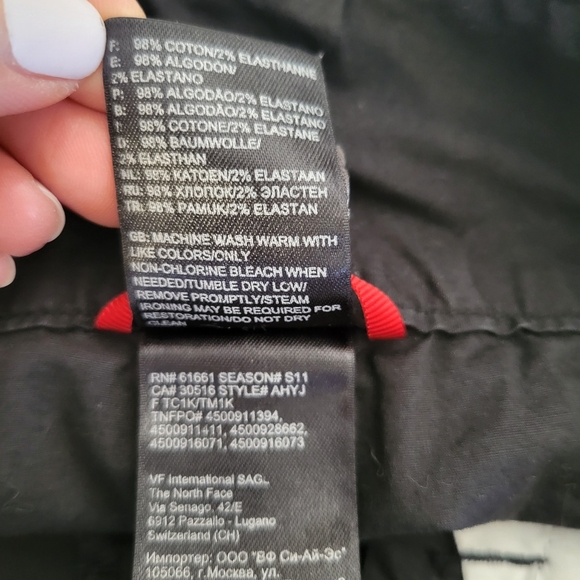 F: 98% COTON/2% ELASTHANNE
E: 98% ALGODÓN/
2% ELASTANO
P: 98% ALGODÃO/2% ELASTANO
B: 98% ALGODÃO/2% ELASTANO
I: 98% COTONE/2% ELASTAN
D: 98% BAUMWOLLE/
2% ELASTHAN
NL: 98% KATOEN/2% ELASTAAN
RU: 98% ХЛОПОК/2% ЭЛАСТЕН
TR: 98% PAMUK/2% ELASTAN
GB: MACHINE WASH WARM WITH
LIKE COLORS/ONLY
NON-CHLORINE BLEACH WHEN
NEEDED/TUMBLE DRY LOW/
REMOVE PROMPTLY/STEAM
IRONING MAY BE REQUIRED FOR
RESTORATION/DO NOT DRY
CLEAN
RN# 61661 SEASON# S11
CA# 30516 STYLE# AHYJ
F TC1K/TM1K
TNFPO# 4500911394,
4500911411, 4500928662,
4500916071, 4500916073
VF International SAGL
The North Face
Via Senago, 42/E
6912 Pazzallo - Lugano
Switzerland (CH)
Импортер: ООО "ВФ Си-Ай-Эс"
105066, г.Москва, ул.